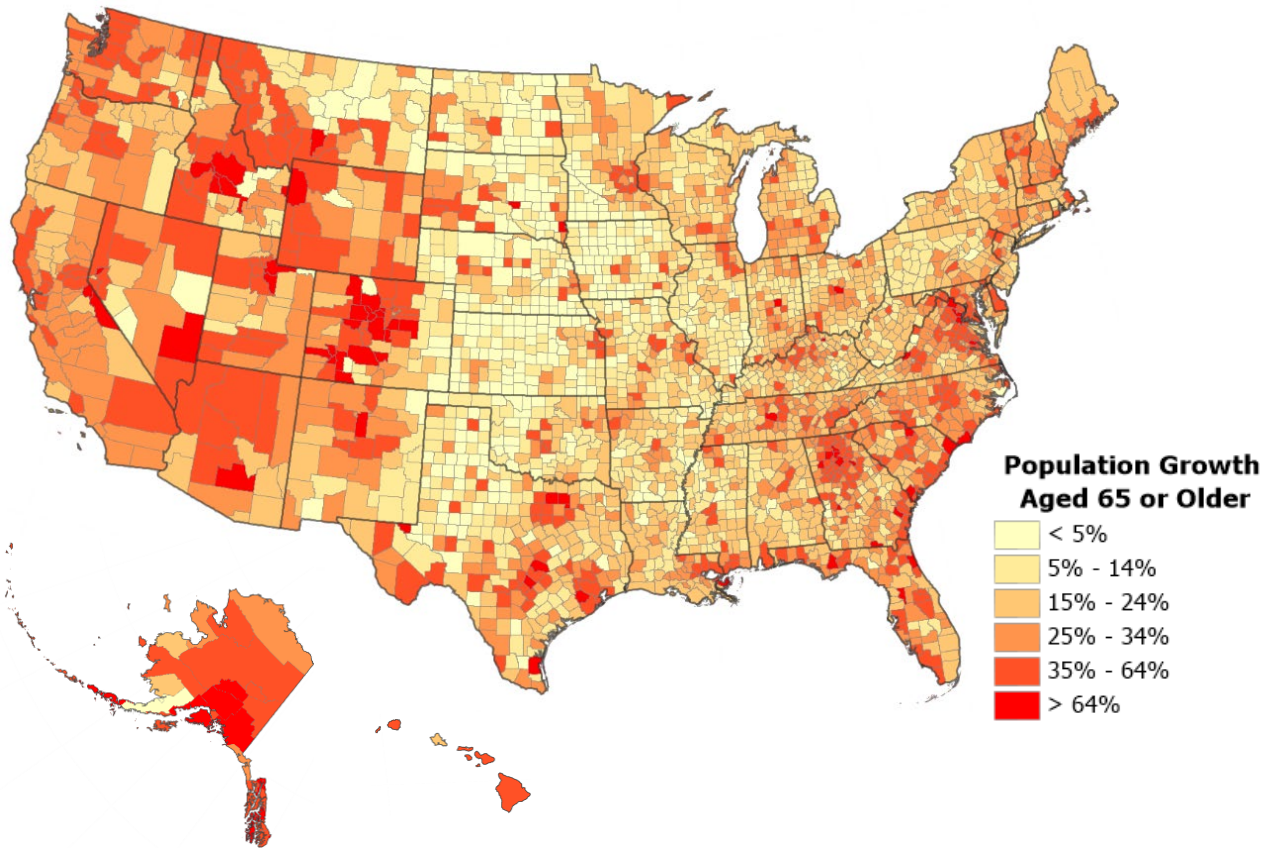 Population Growth
Aged 65 or Older
< 5%
5% - 14%
15% - 24%
25% - 34%
35% - 64%
> 64%